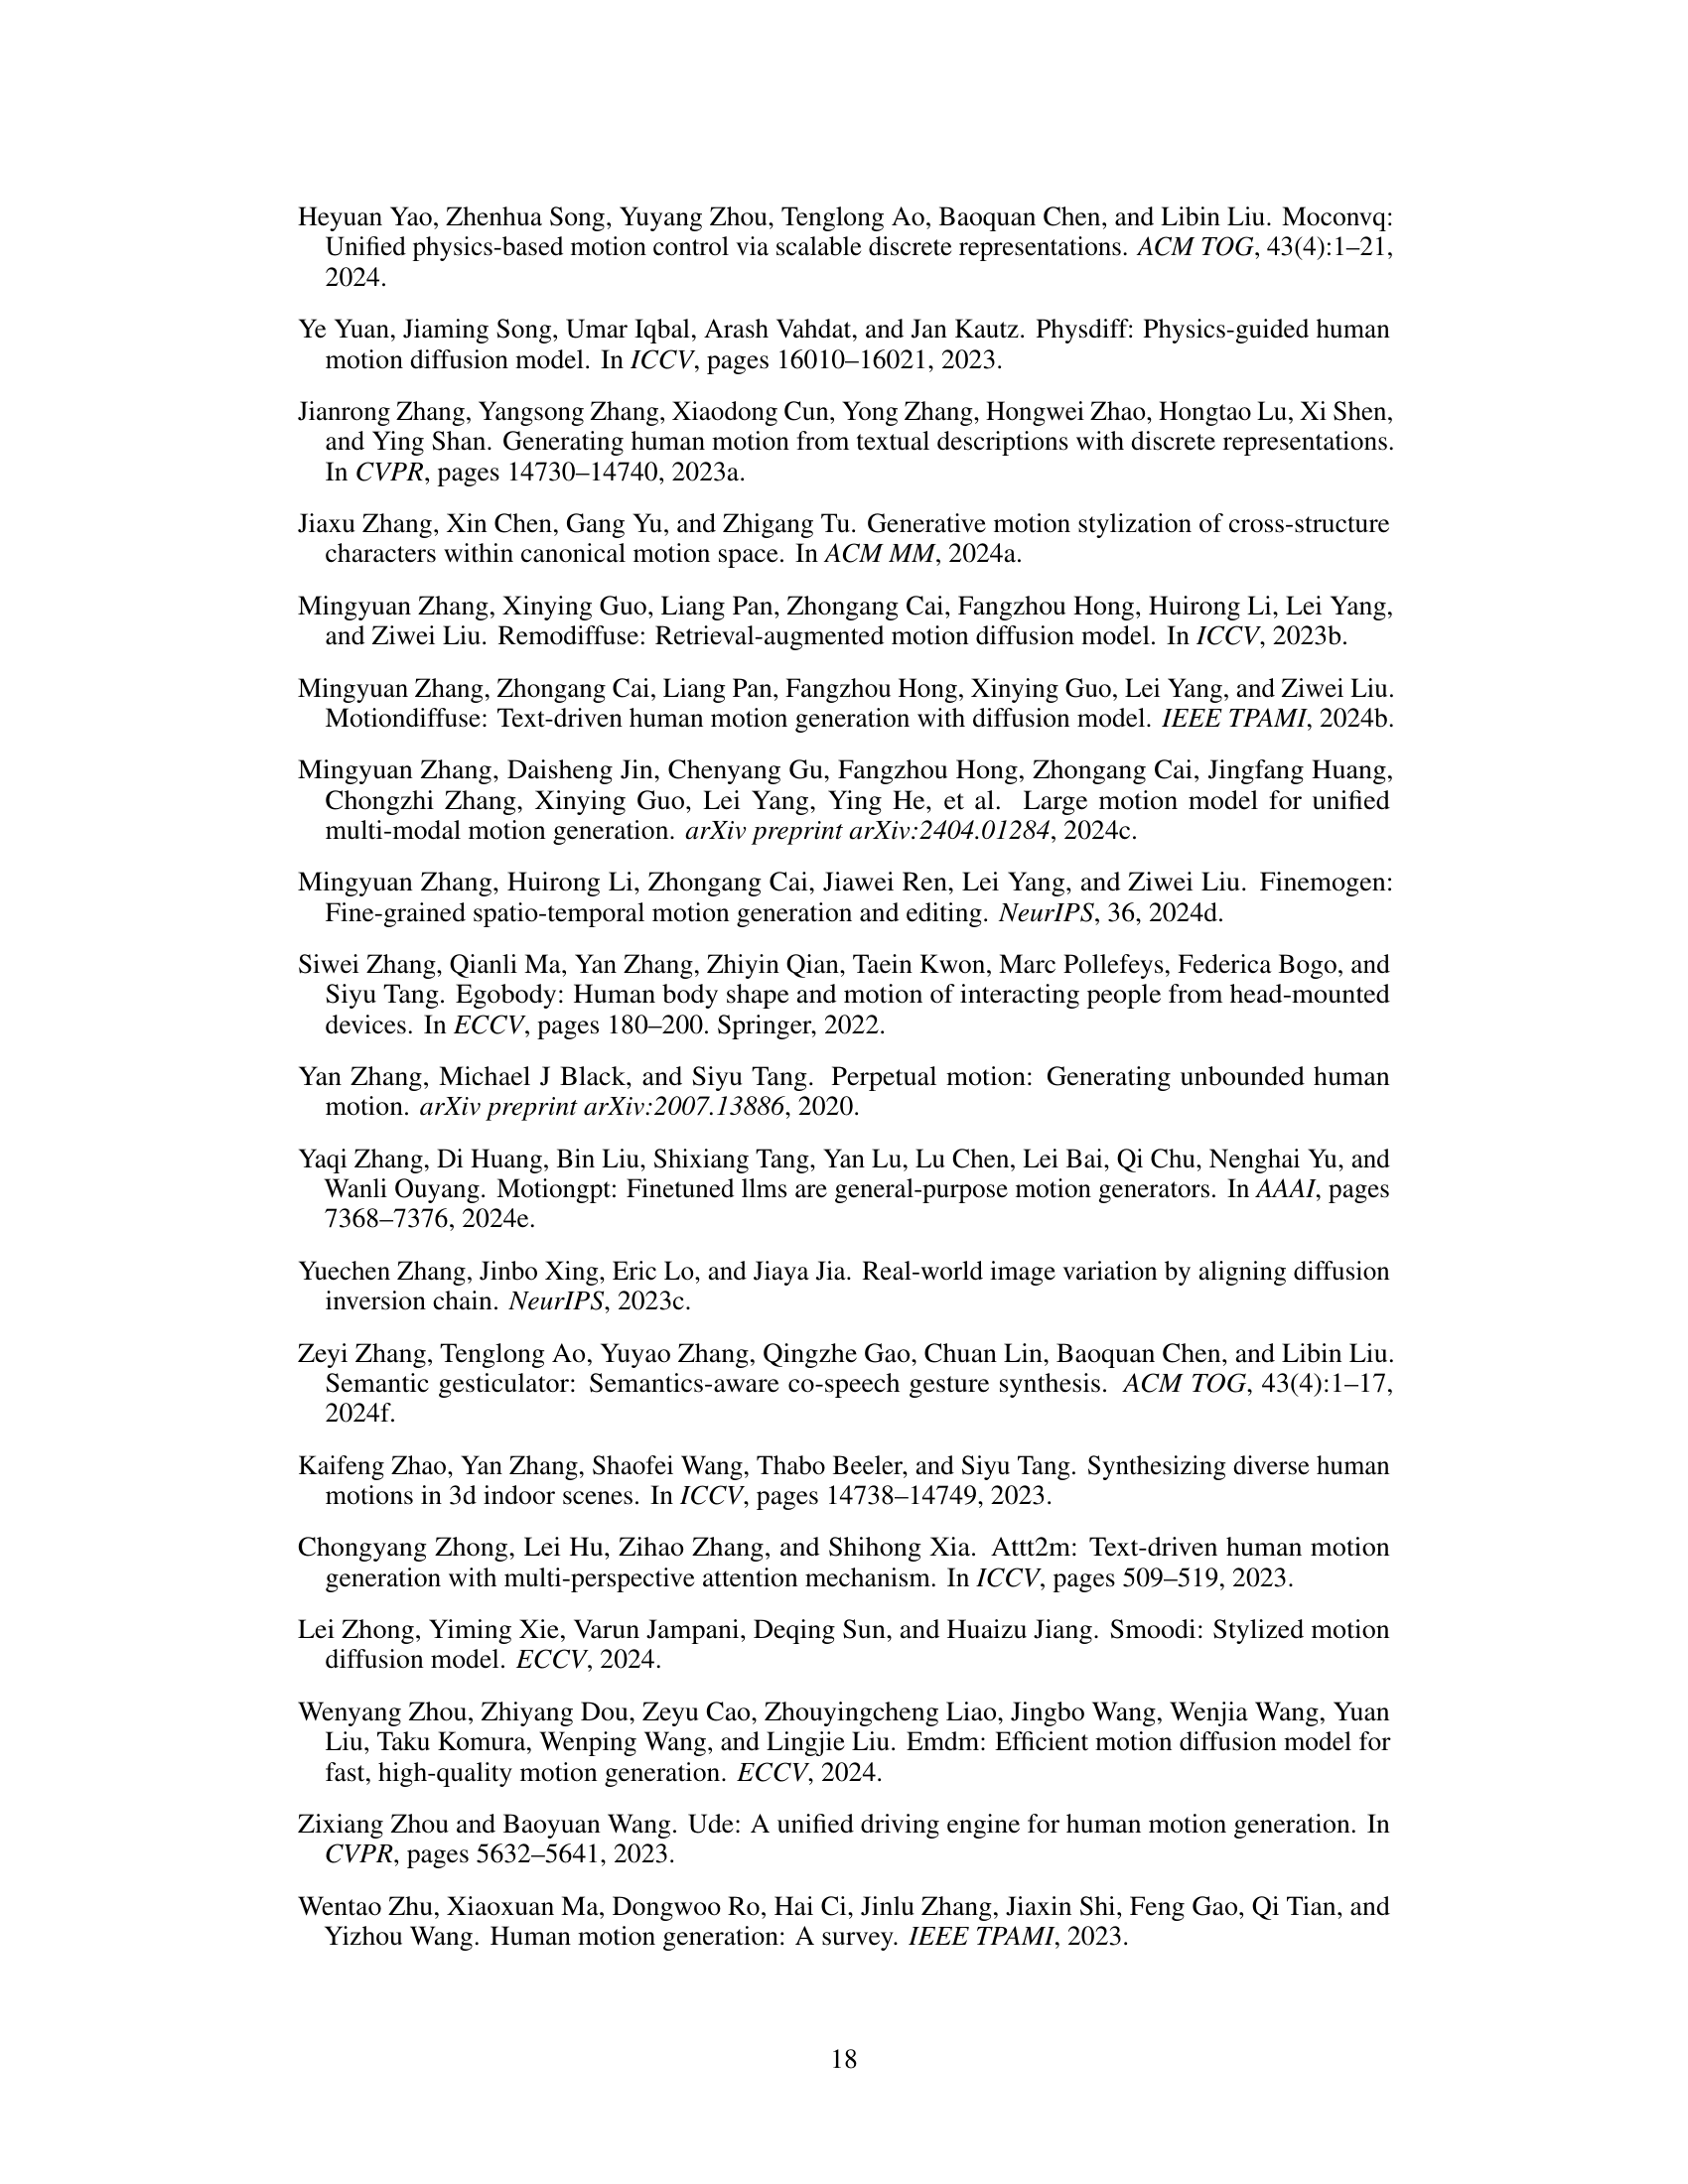 Heyuan Yao, Zhenhua Song, Yuyang Zhou, Tenglong Ao, Baoquan Chen, and Libin Liu. Moconvq:
Unified physics-based motion control via scalable discrete representations. ACM TOG, 43(4):1–21,
2024.
Ye Yuan, Jiaming Song, Umar Iqbal, Arash Vahdat, and Jan Kautz. Physdiff: Physics-guided human
motion diffusion model. In ICCV, pages 16010–16021, 2023.
Jianrong Zhang, Yangsong Zhang, Xiaodong Cun, Yong Zhang, Hongwei Zhao, Hongtao Lu, Xi Shen,
and Ying Shan. Generating human motion from textual descriptions with discrete representations.
In CVPR, pages 14730–14740, 2023a.
Jiaxu Zhang, Xin Chen, Gang Yu, and Zhigang Tu. Generative motion stylization of cross-structure
characters within canonical motion space. In ACM MM, 2024a.
Mingyuan Zhang, Xinying Guo, Liang Pan, Zhongang Cai, Fangzhou Hong, Huirong Li, Lei Yang,
and Ziwei Liu. Remodiffuse: Retrieval-augmented motion diffusion model. In ICCV, 2023b.
Mingyuan Zhang, Zhongang Cai, Liang Pan, Fangzhou Hong, Xinying Guo, Lei Yang, and Ziwei Liu.
Motiondiffuse: Text-driven human motion generation with diffusion model. IEEE TPAMI, 2024b.
Mingyuan Zhang, Daisheng Jin, Chenyang Gu, Fangzhou Hong, Zhongang Cai, Jingfang Huang,
Chongzhi Zhang, Xinying Guo, Lei Yang, Ying He, et al. Large motion model for unified
multi-modal motion generation. arXiv preprint arXiv:2404.01284, 2024c.
Mingyuan Zhang, Huirong Li, Zhongang Cai, Jiawei Ren, Lei Yang, and Ziwei Liu. Finemogen:
Fine-grained spatio-temporal motion generation and editing. NeurIPS, 36, 2024d.
Siwei Zhang, Qianli Ma, Yan Zhang, Zhiyin Qian, Taein Kwon, Marc Pollefeys, Federica Bogo, and
Siyu Tang. Egobody: Human body shape and motion of interacting people from head-mounted
devices. In ECCV, pages 180–200. Springer, 2022.
Yan Zhang, Michael J Black, and Siyu Tang. Perpetual motion: Generating unbounded human
motion. arXiv preprint arXiv:2007.13886, 2020.
Yaqi Zhang, Di Huang, Bin Liu, Shixiang Tang, Yan Lu, Lu Chen, Lei Bai, Qi Chu, Nenghai Yu, and
Wanli Ouyang. Motiongpt: Finetuned llms are general-purpose motion generators. In AAAI, pages
7368–7376, 2024e.
Yuechen Zhang, Jinbo Xing, Eric Lo, and Jiaya Jia. Real-world image variation by aligning diffusion
inversion chain. NeurIPS, 2023c.
Zeyi Zhang, Tenglong Ao, Yuyao Zhang, Qingzhe Gao, Chuan Lin, Baoquan Chen, and Libin Liu.
Semantic gesticulator: Semantics-aware co-speech gesture synthesis. ACM TOG, 43(4):1–17,
2024f.
Kaifeng Zhao, Yan Zhang, Shaofei Wang, Thabo Beeler, and Siyu Tang. Synthesizing diverse human
motions in 3d indoor scenes. In ICCV, pages 14738–14749, 2023.
Chongyang Zhong, Lei Hu, Zihao Zhang, and Shihong Xia. Attt2m: Text-driven human motion
generation with multi-perspective attention mechanism. In ICCV, pages 509–519, 2023.
Lei Zhong, Yiming Xie, Varun Jampani, Deqing Sun, and Huaizu Jiang. Smoodi: Stylized motion
diffusion model. ECCV, 2024.
Wenyang Zhou, Zhiyang Dou, Zeyu Cao, Zhouyingcheng Liao, Jingbo Wang, Wenjia Wang, Yuan
Liu, Taku Komura, Wenping Wang, and Lingjie Liu. Emdm: Efficient motion diffusion model for
fast, high-quality motion generation. ECCV, 2024.
Zixiang Zhou and Baoyuan Wang. Ude: A unified driving engine for human motion generation. In
CVPR, pages 5632–5641, 2023.
Wentao Zhu, Xiaoxuan Ma, Dongwoo Ro, Hai Ci, Jinlu Zhang, Jiaxin Shi, Feng Gao, Qi Tian, and
Yizhou Wang. Human motion generation: A survey. IEEE TPAMI, 2023.
18